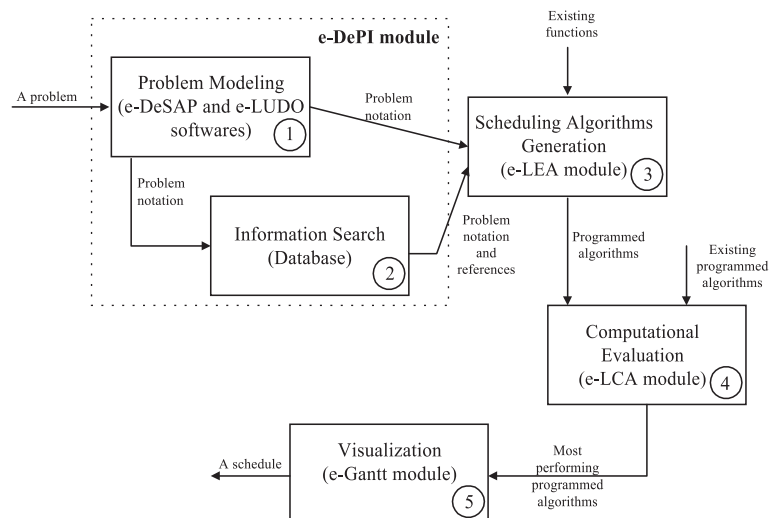 Existing
functions
e-DePI module
A problem
Problem Modeling
(e-DeSAP and e-LUDO
softwares)
1
Problem
notation
Scheduling Algorithms
Generation
(e-LEA module)
3
Problem
notation
Information Search
(Database)
2
Problem
notation
and
references
Programmed
algorithms
Existing
programmed
algorithms
Computational
Evaluation
(e-LCA module)
4
Visualization
(e-Gantt module)
5
A schedule
Most
performing
programmed
algorithms